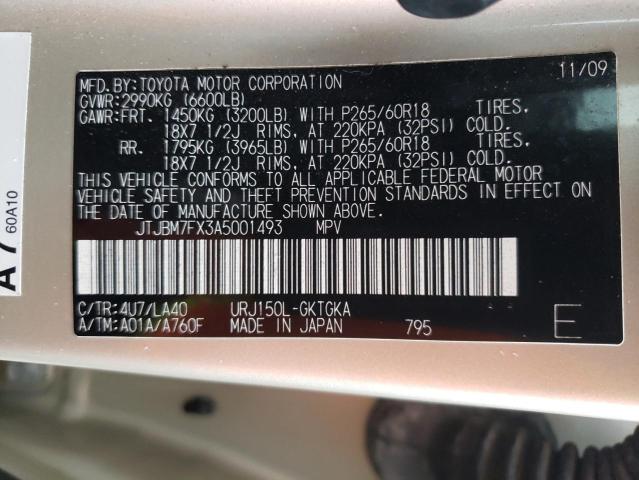 MFD.BY:TOYOTA MOTOR CORPORATION 11/09
GVWR:2990KG (6600LB)
GAWR:FRT. 1450KG (3200LB) WITH P265/60R18 TIRES.
18X7 1/2J RIMS, AT 220KPA (32PSI) COLD.
RR. 1795KG (3965LB) WITH P265/60R18 TIRES.
18X7 1/2J RIMS, AT 220KPA (32PSI) COLD.
THIS VEHICLE CONFORMS TO ALL APPLICABLE FEDERAL MOTOR
VEHICLE SAFETY AND THEFT PREVENTION STANDARDS IN EFFECT ON
THE DATE OF MANUFACTURE SHOWN ABOVE.
JTJBM7FX3A5001493 MPV
C/TR:4U7/LA40 URJ150L-GKTGKA
A/TM:A01A/A760F MADE IN JAPAN 795 E
A7
60A10